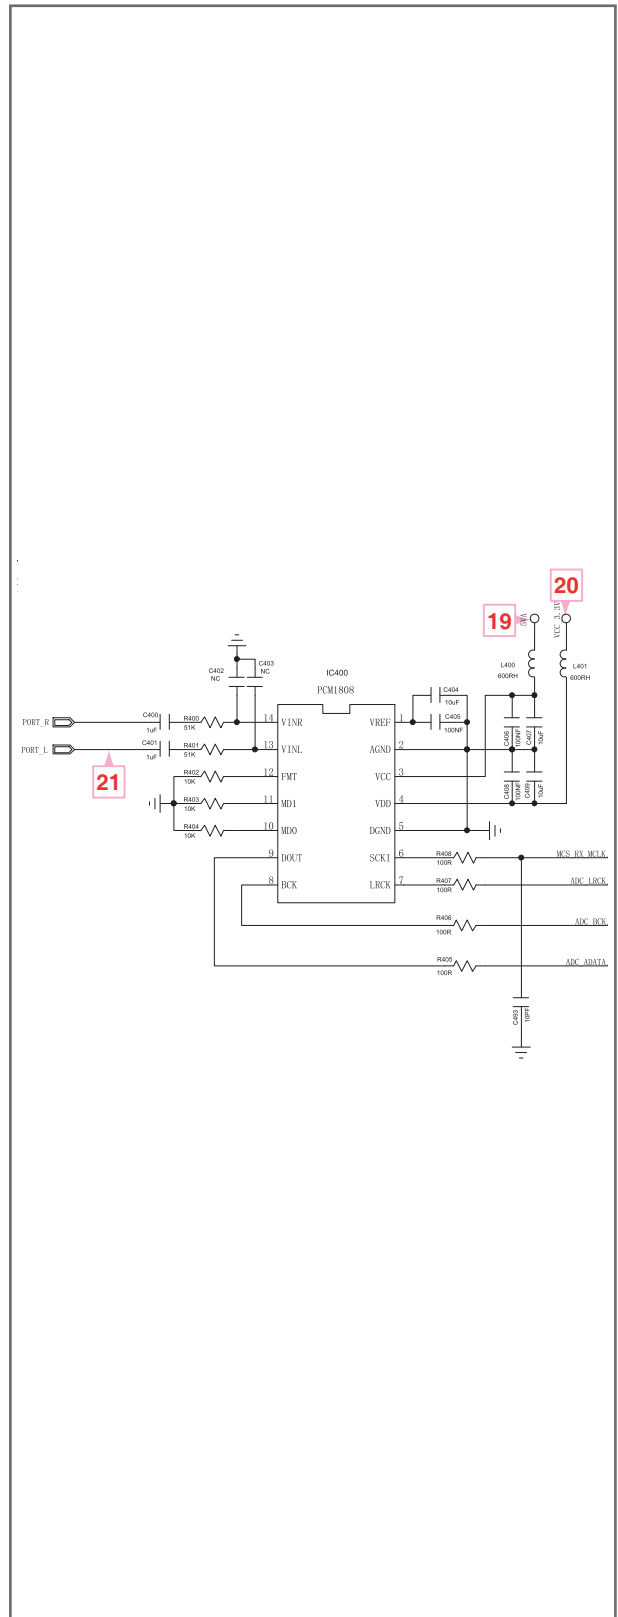 20
19
5VA
VCC 3.3V
L400
600RH
L401
600RH
C402
NC
C403
NC
IC400
PCM1808
C404
10uF
C405
100NF
C406
100NF
C407
10uF
C408
100NF
C409
10uF
PORT_R
C400
1uF
R400
51K
14 VINR
VREF 1
PORT_L
C401
1uF
R401
51K
13 VINL
AGND 2
21
R402
10K
12 FMT
VCC 3
R403
10K
11 MD1
VDD 4
R404
10K
10 MD0
DGND 5
9 DOUT
SCKI 6
R408
100R
MCS_RX_MCLK
8 BCK
LRCK 7
R407
100R
ADC_LRCK
R406
100R
ADC_BCK
R405
100R
ADC_ADATA
C493
10PF